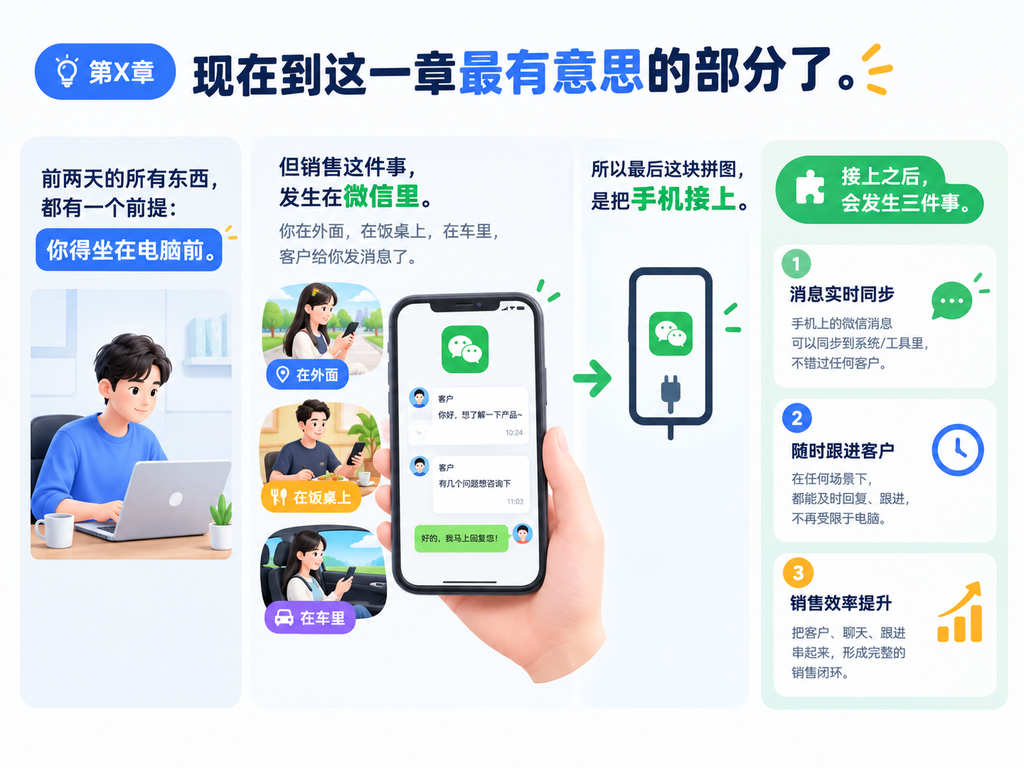 第X章
现在到这一章最有意思的部分了。
前两天的所有东西，
都有一个前提：
你得坐在电脑前。
但销售这件事，
发生在微信里。
你在外面，在饭桌上，在车里，
客户给你发消息了。
在外面
在饭桌上
在车里
客户
你好，想了解一下产品~
10:24
客户
有几个问题想咨询下
11:03
好的，我马上回复您！
所以最后这块拼图，
是把手机接上。
接上之后，
会发生三件事。
1
消息实时同步
手机上的微信消息
可以同步到系统/工具里，
不错过任何客户。
2
随时跟进客户
在任何场景下，
都能及时回复、跟进，
不再受限于电脑。
3
销售效率提升
把客户、聊天、跟进
串起来，形成完整的
销售闭环。